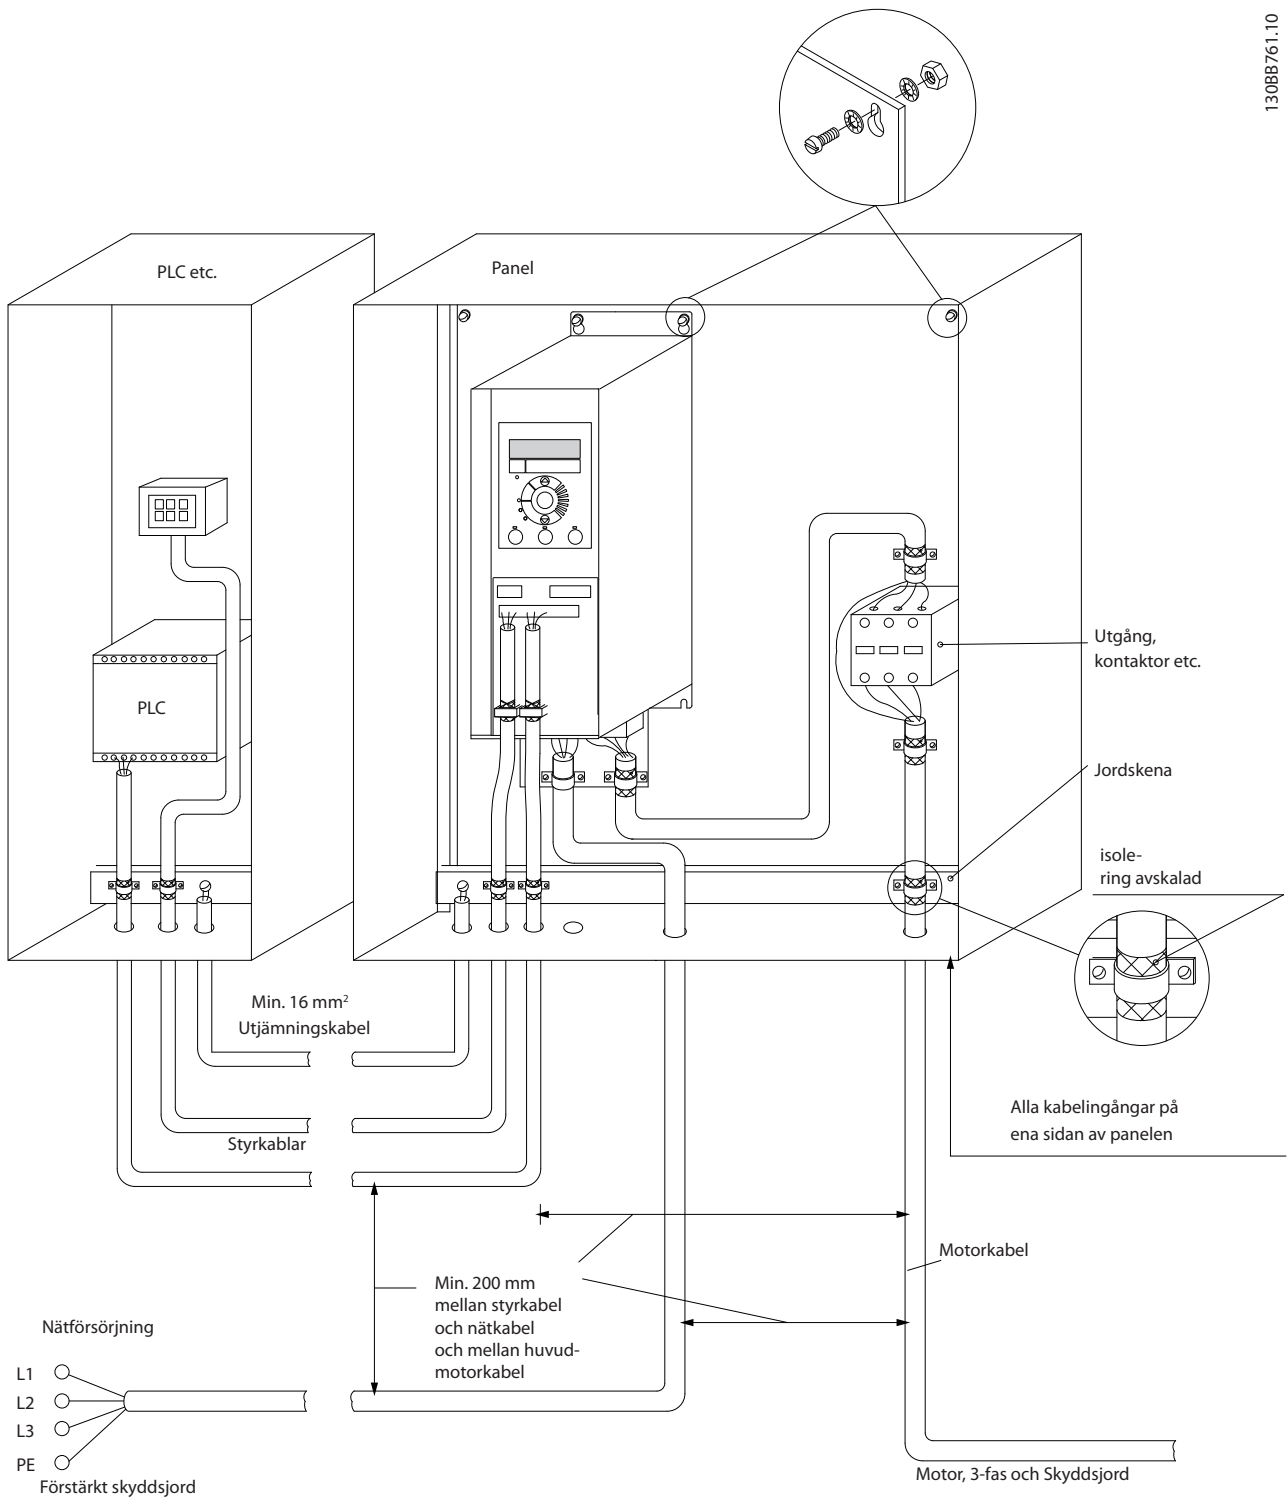 130BB761.10
PLC etc.
Panel
PLC
Utgång,
kontaktor etc.
Jordskena
isole-
ring avskalad
Min. 16 mm²
Utjämningskabel
Alla kabelingångar på
ena sidan av panelen
Styrkablar
Motorkabel
Min. 200 mm
mellan styrkabel
och nätkabel
och mellan huvud-
motorkabel
Nätförsörjning
L1
L2
L3
PE
Förstärkt skyddsjord
Motor, 3-fas och Skyddsjord